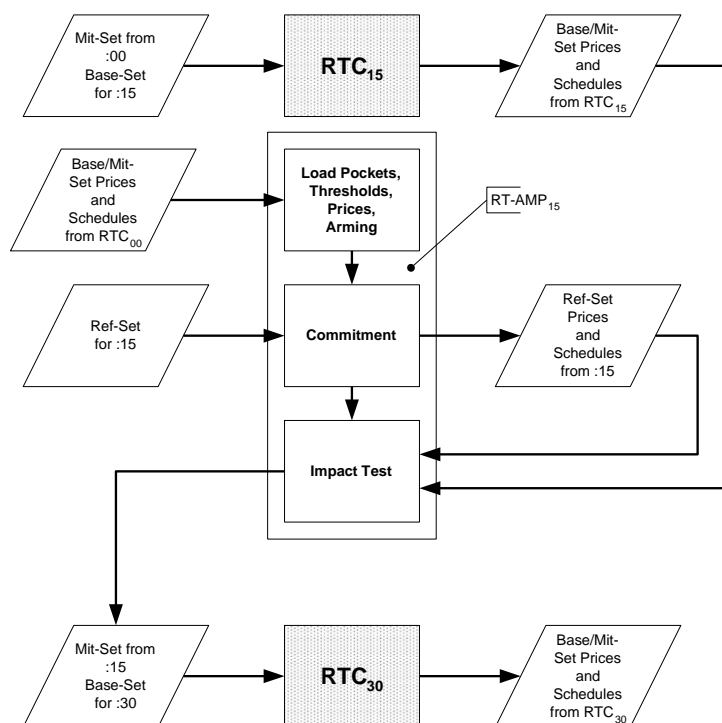 Mit-Set from
:00
Base-Set
for :15
RTC15
Base/Mit-
Set Prices
and
Schedules
from RTC15
Base/Mit-
Set Prices
and
Schedules
from RTC00
Load Pockets,
Thresholds,
Prices,
Arming
RT-AMP15
Ref-Set
for :15
Commitment
Ref-Set
Prices
and
Schedules
from :15
Impact Test
Mit-Set from
:15
Base-Set
for :30
RTC30
Base/Mit-
Set Prices
and
Schedules
from RTC30